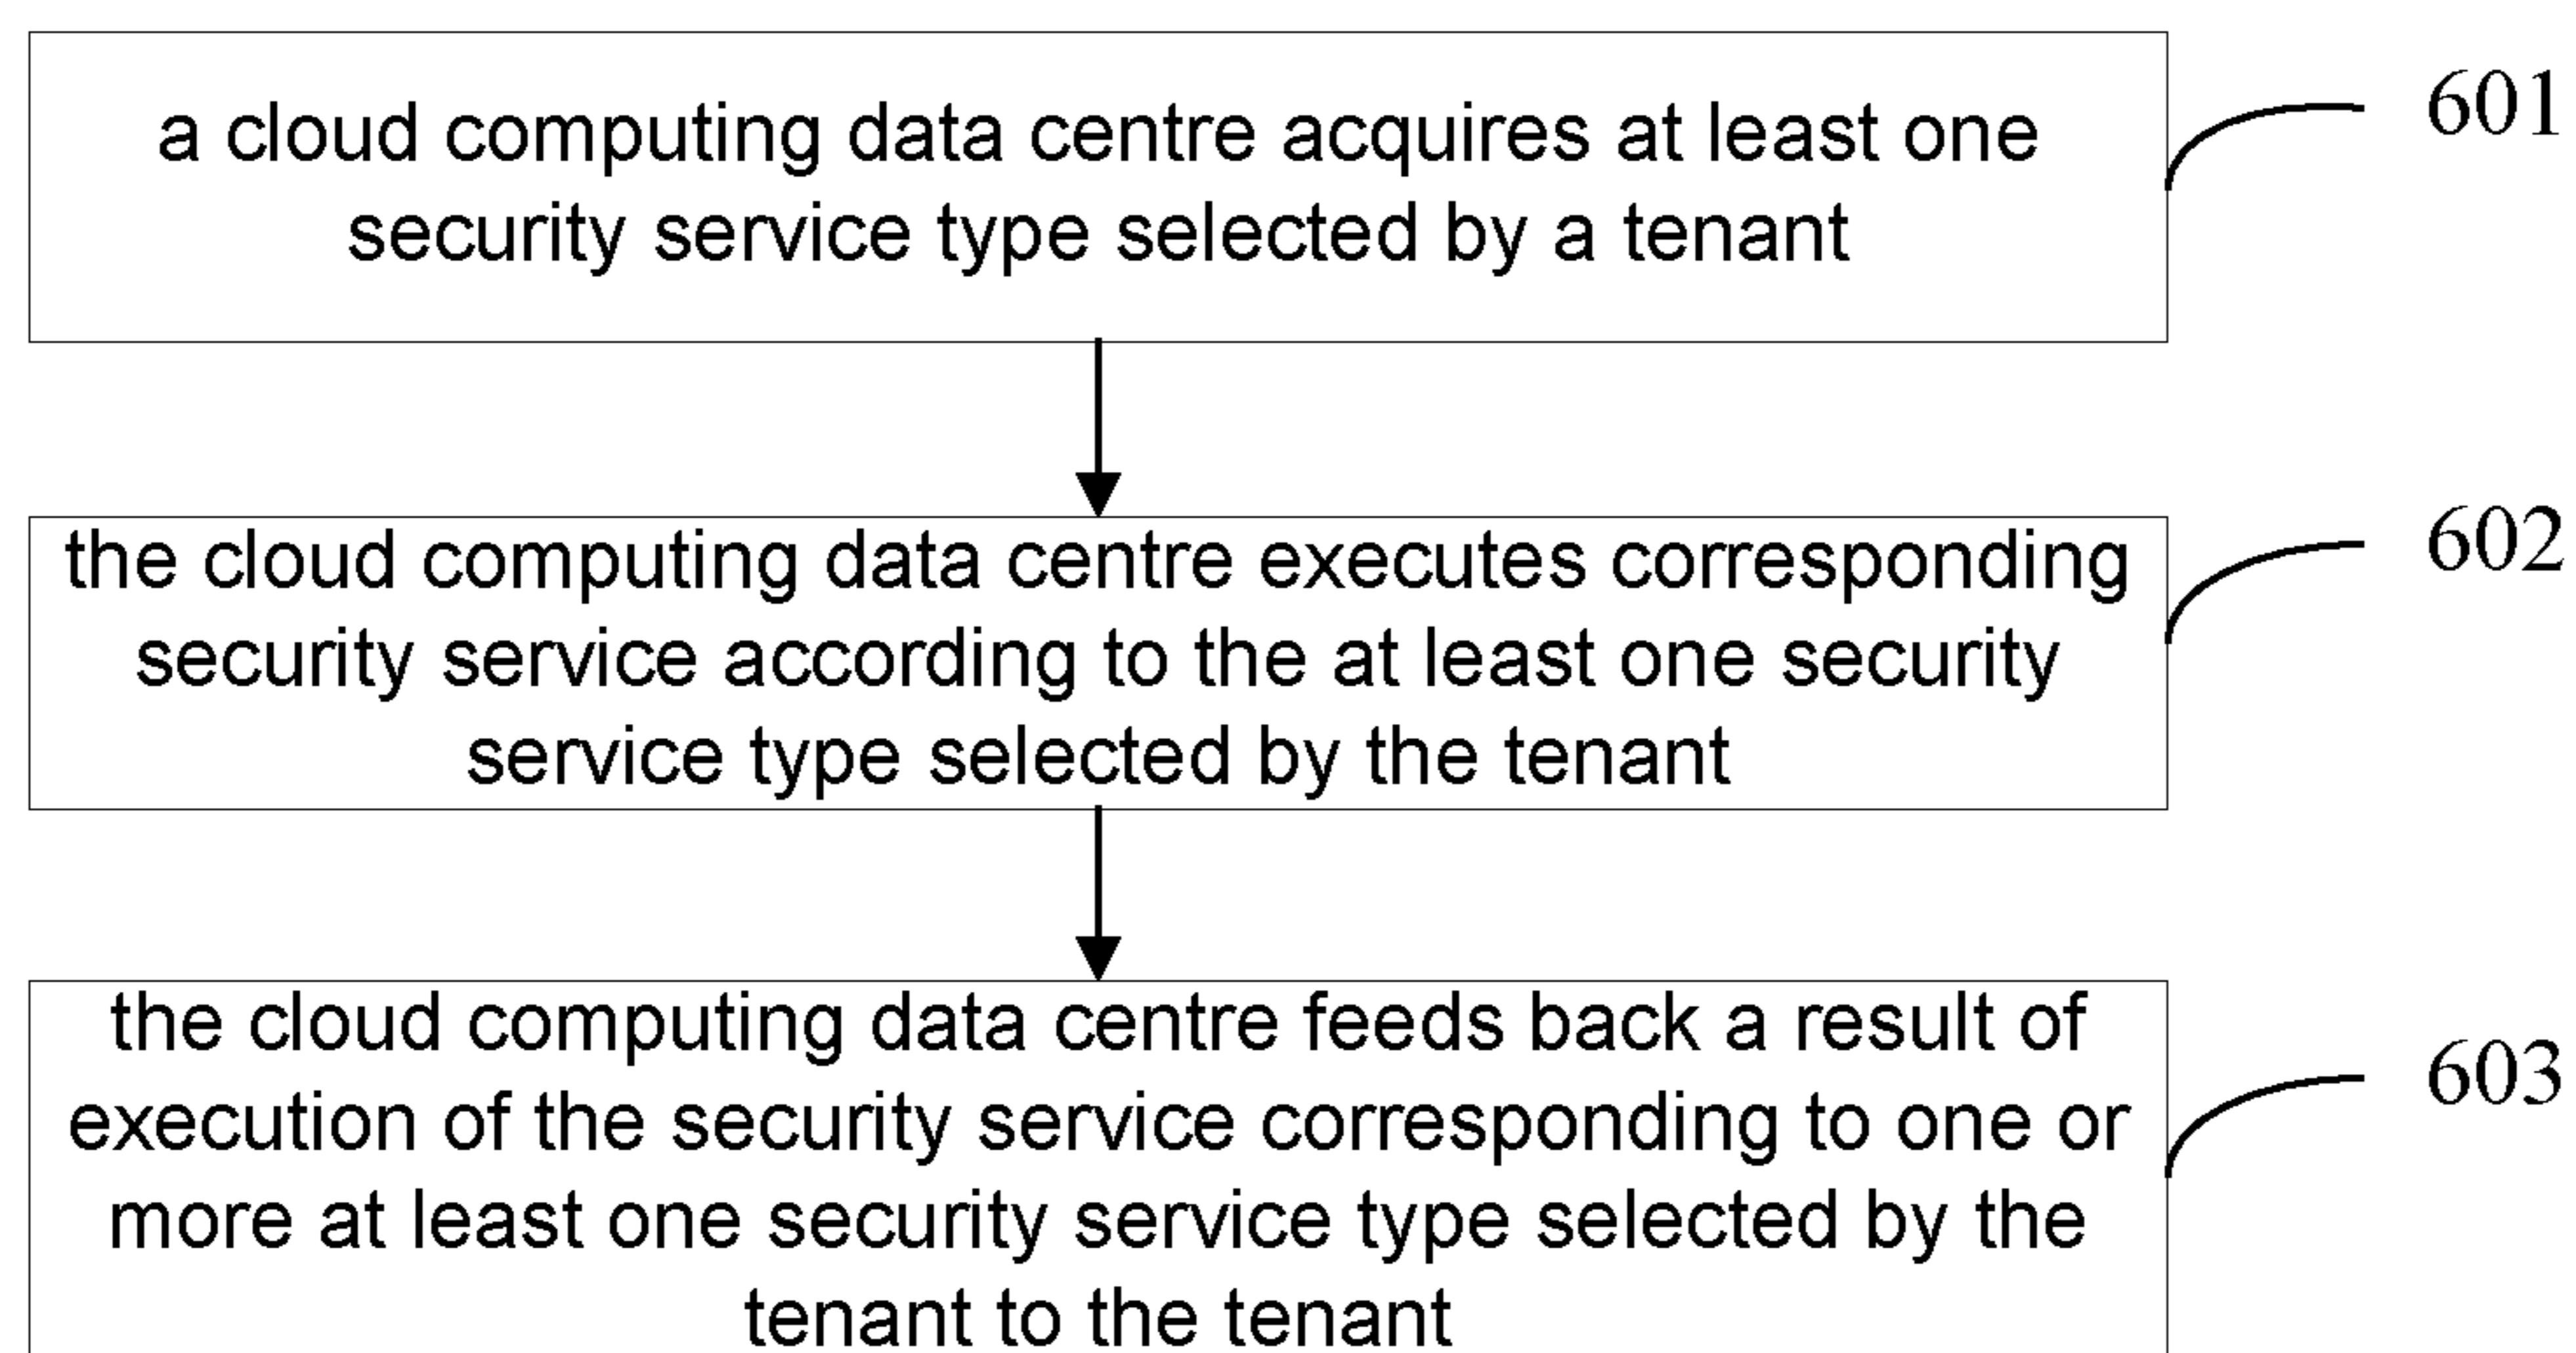 a cloud computing data centre acquires at least one
security service type selected by a tenant
601
the cloud computing data centre executes corresponding
security service according to the at least one security
service type selected by the tenant
602
the cloud computing data centre feeds back a result of
execution of the security service corresponding to one or
more at least one security service type selected by the
tenant to the tenant
603